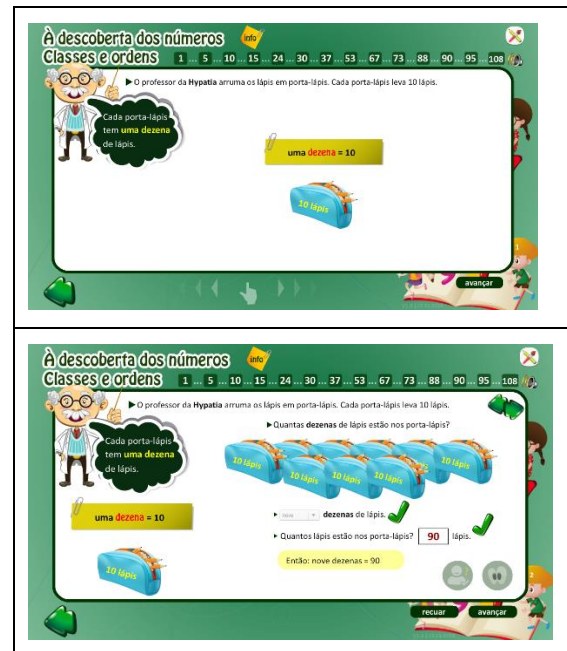 À descoberta dos números
info
Classes e ordens
1 ... 5 ... 10 ... 15 ... 24 ... 30 ... 37 ... 53 ... 67 ... 73 ... 88 ... 90 ... 95 ... 108
►O professor da Hypatia arruma os lápis em porta-lápis. Cada porta-lápis leva 10 lápis.
Cada porta-lápis
tem uma dezena
de lápis.
uma dezena = 10
10 lápis
1
avançar
À descoberta dos números
info
Classes e ordens
1 ... 5 ... 10 ... 15 ... 24 ... 30 ... 37 ... 53 ... 67 ... 73 ... 88 ... 90 ... 95 ... 108
►O professor da Hypatia arruma os lápis em porta-lápis. Cada porta-lápis leva 10 lápis.
►Quantas dezenas de lápis estão nos porta-lápis?
Cada porta-lápis
tem uma dezena
de lápis.
10 lápis
10 lápis
10 lápis
10 lápis
10 lápis
uma dezena = 10
10 lápis
► nove dezenas de lápis.
► Quantos lápis estão nos porta-lápis? 90 lápis.
Então: nove dezenas = 90
2
recuar
avançar